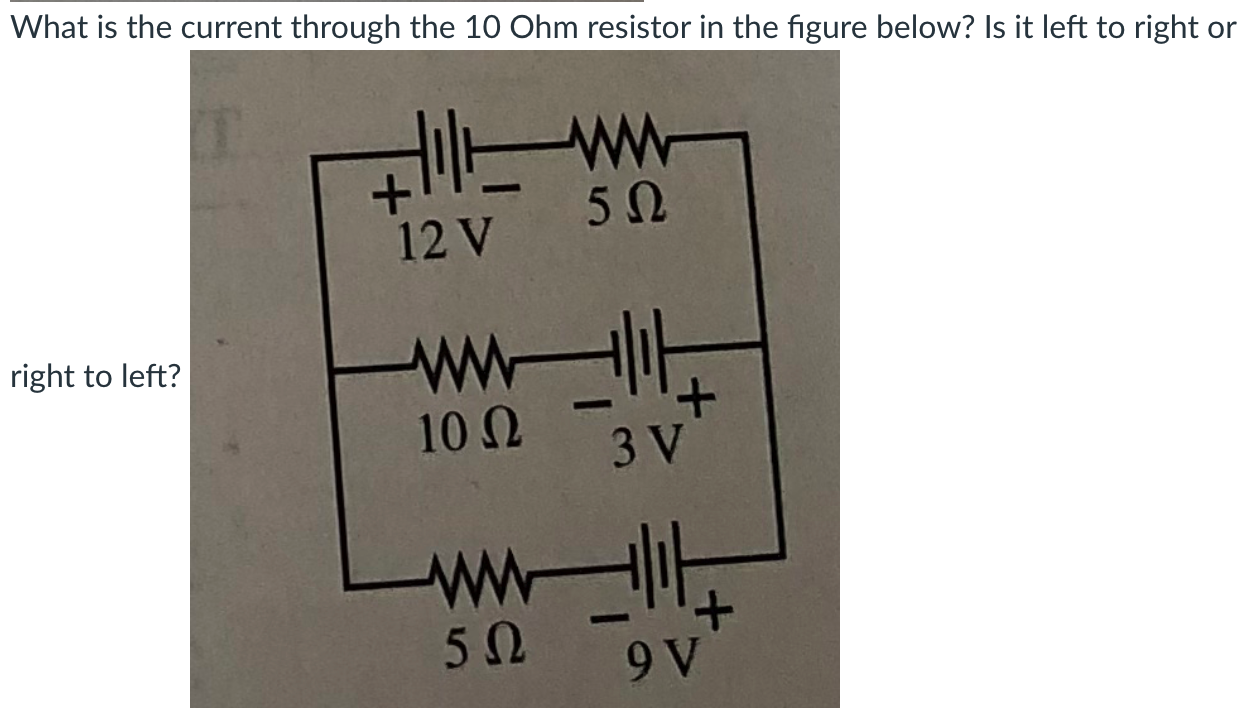 What is the current through the 10 Ohm resistor in the figure below? Is it left to right or
+ −
12 V
5 Ω
right to left?
10 Ω
− +
3 V
5 Ω
− +
9 V